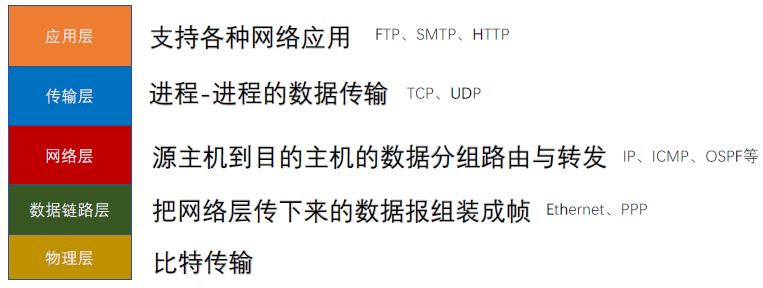 应用层 支持各种网络应用 FTP、SMTP、HTTP
传输层 进程-进程的数据传输 TCP、UDP
网络层 源主机到目的主机的数据分组路由与转发 IP、ICMP、OSPF等
数据链路层 把网络层传下来的数据报组装成帧 Ethernet、PPP
物理层 比特传输